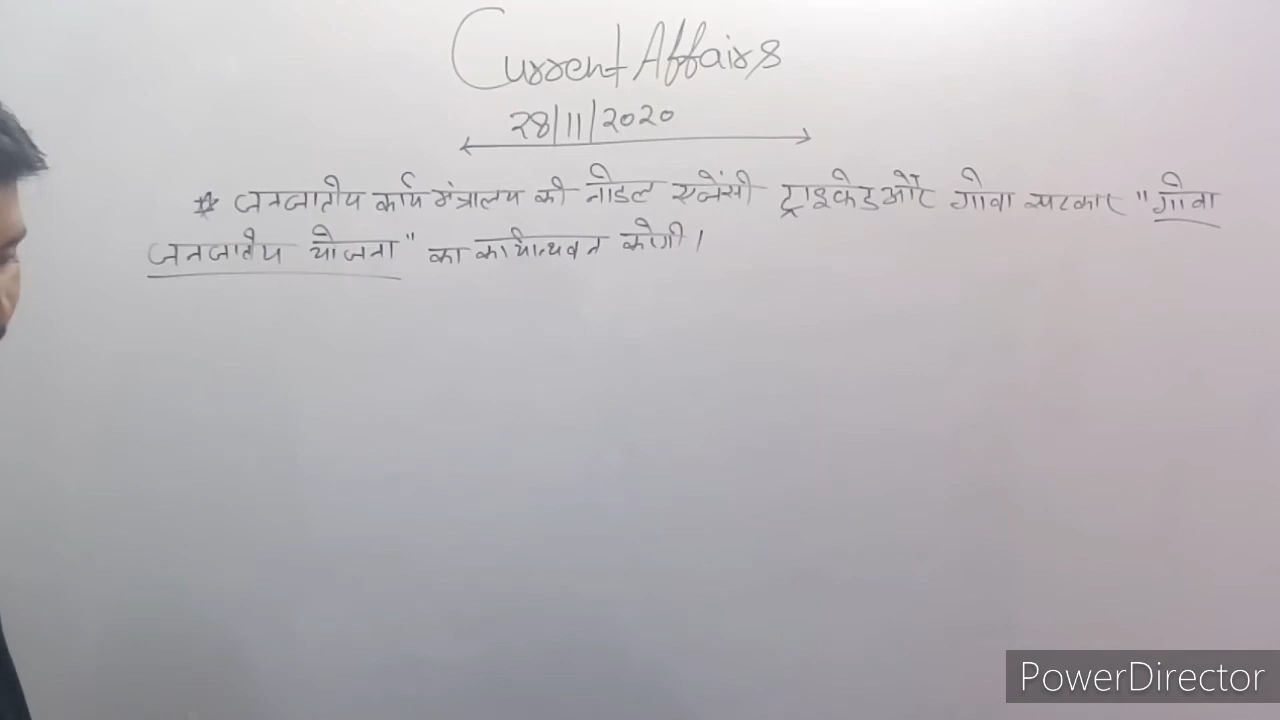 Current Affairs
28/11/2020
* जनजातीय कार्य मंत्रालय की नोडल एजेंसी ट्राइफेड और गोवा सरकार "गोवा
जनजातीय योजना" का कार्यान्वयन करेगी।
PowerDirector